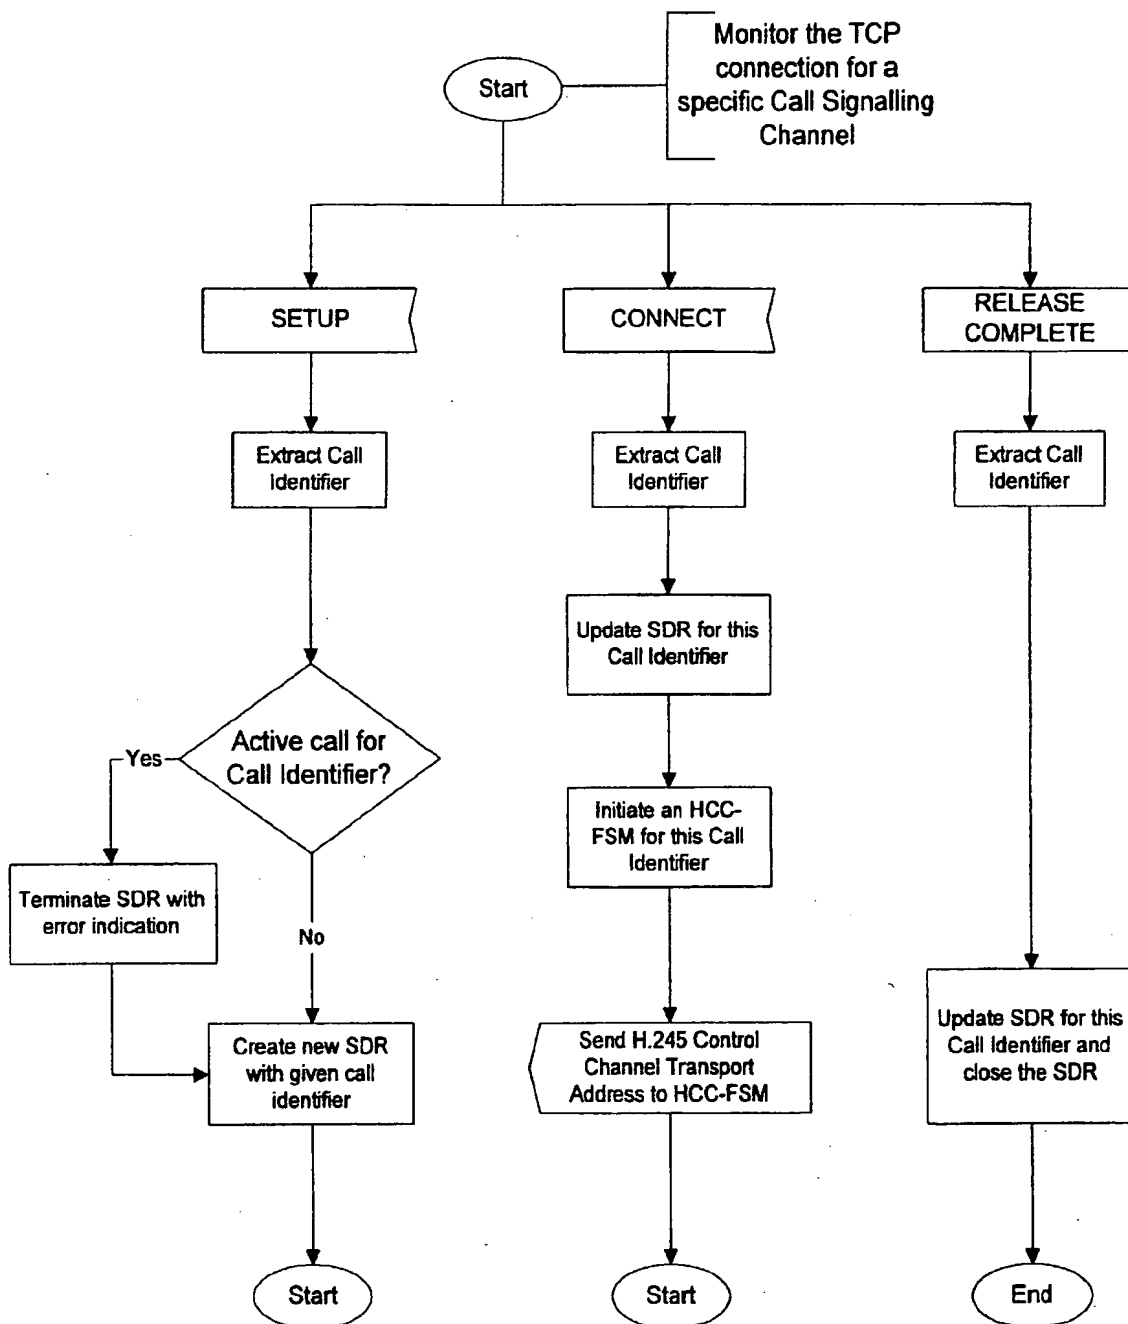 Start
Monitor the TCP
connection for a
specific Call Signalling
Channel
SETUP
CONNECT
RELEASE
COMPLETE
Extract Call
Identifier
Extract Call
Identifier
Extract Call
Identifier
Update SDR for this
Call Identifier
Active call for
Call Identifier?
Yes
No
Initiate an HCC-
FSM for this Call
Identifier
Terminate SDR with
error indication
Create new SDR
with given call
identifier
Send H.245 Control
Channel Transport
Address to HCC-FSM
Update SDR for this
Call Identifier and
close the SDR
Start
Start
End